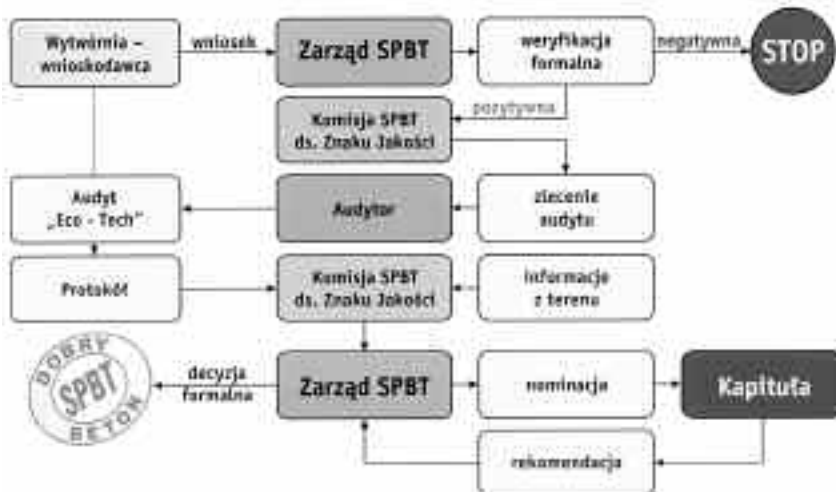 Wytwórnia –
wnioskodawca
wniosek
Zarząd SPBT
weryfikacja
formalna
negatywna
STOP
pozytywna
Komisja SPBT
ds. Znaku Jakości
Audyt
„Eco - Tech"
Audytor
zlecenie
audytu
Protokół
Komisja SPBT
ds. Znaku Jakości
informacje
z terenu
DOBRY
SPBT
BETON
decyzja
formalna
Zarząd SPBT
nominacja
Kapituła
rekomendacja